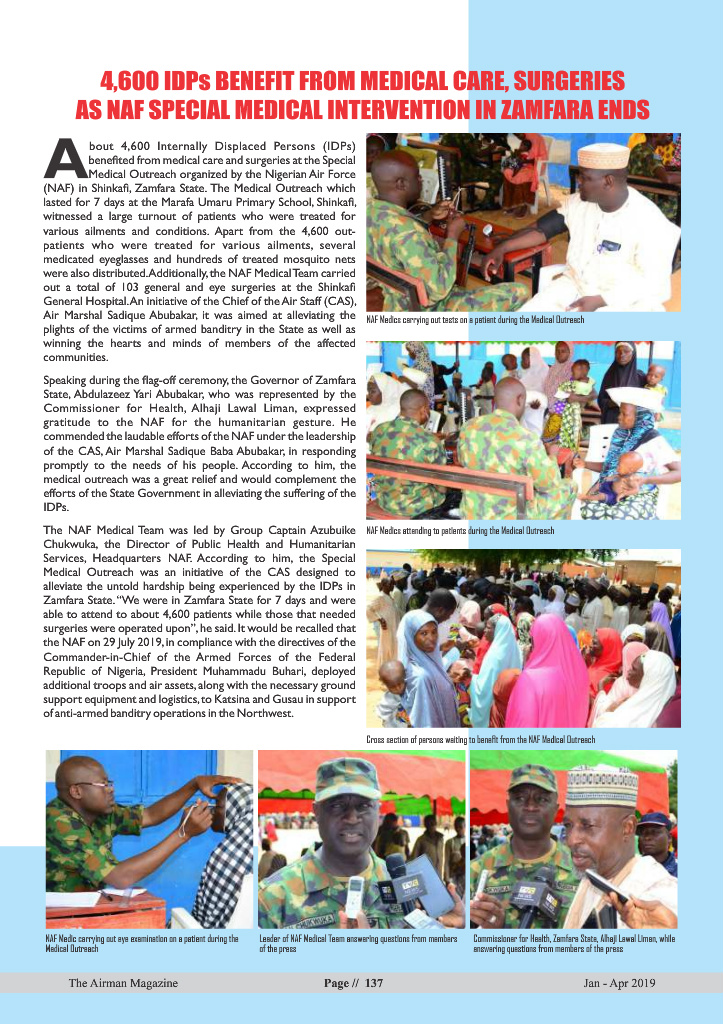 4,600 IDPs BENEFIT FROM MEDICAL CARE, SURGERIES
AS NAF SPECIAL MEDICAL INTERVENTION IN ZAMFARA ENDS
About 4,600 Internally Displaced Persons (IDPs)
benefited from medical care and surgeries at the Special
Medical Outreach organized by the Nigerian Air Force
(NAF) in Shinkafi, Zamfara State. The Medical Outreach which
lasted for 7 days at the Marafa Umaru Primary School, Shinkafi,
witnessed a large turnout of patients who were treated for
various ailments and conditions. Apart from the 4,600 out-
patients who were treated for various ailments, several
medicated eyeglasses and hundreds of treated mosquito nets
were also distributed. Additionally, the NAF Medical Team carried
out a total of 103 general and eye surgeries at the Shinkafi
General Hospital. An initiative of the Chief of the Air Staff (CAS),
Air Marshal Sadique Abubakar, it was aimed at alleviating the
plights of the victims of armed banditry in the State as well as
winning the hearts and minds of members of the affected
communities.
Speaking during the flag-off ceremony, the Governor of Zamfara
State, Abdulazeez Yari Abubakar, who was represented by the
Commissioner for Health, Alhaji Lawal Liman, expressed
gratitude to the NAF for the humanitarian gesture. He
commended the laudable efforts of the NAF under the leadership
of the CAS, Air Marshal Sadique Baba Abubakar, in responding
promptly to the needs of his people. According to him, the
medical outreach was a great relief and would complement the
efforts of the State Government in alleviating the suffering of the
IDPs.
The NAF Medical Team was led by Group Captain Azubuike
Chukwuka, the Director of Public Health and Humanitarian
Services, Headquarters NAF. According to him, the Special
Medical Outreach was an initiative of the CAS designed to
alleviate the untold hardship being experienced by the IDPs in
Zamfara State. "We were in Zamfara State for 7 days and were
able to attend to about 4,600 patients while those that needed
surgeries were operated upon", he said. It would be recalled that
the NAF on 29 July 2019, in compliance with the directives of the
Commander-in-Chief of the Armed Forces of the Federal
Republic of Nigeria, President Muhammadu Buhari, deployed
additional troops and air assets, along with the necessary ground
support equipment and logistics, to Katsina and Gusau in support
of anti-armed banditry operations in the Northwest.
NAF Medics carrying out tests on a patient during the Medical Outreach
NAF Medics attending to patients during the Medical Outreach
Cross section of persons waiting to benefit from the NAF Medical Outreach
NAF Medic carrying out eye examination on a patient during the
Medical Outreach
Leader of NAF Medical Team answering questions from members
of the press
Commissioner for Health, Zamfara State, Alhaji Lawal Liman, while
answering questions from members of the press
The Airman Magazine
Page // 137
Jan - Apr 2019